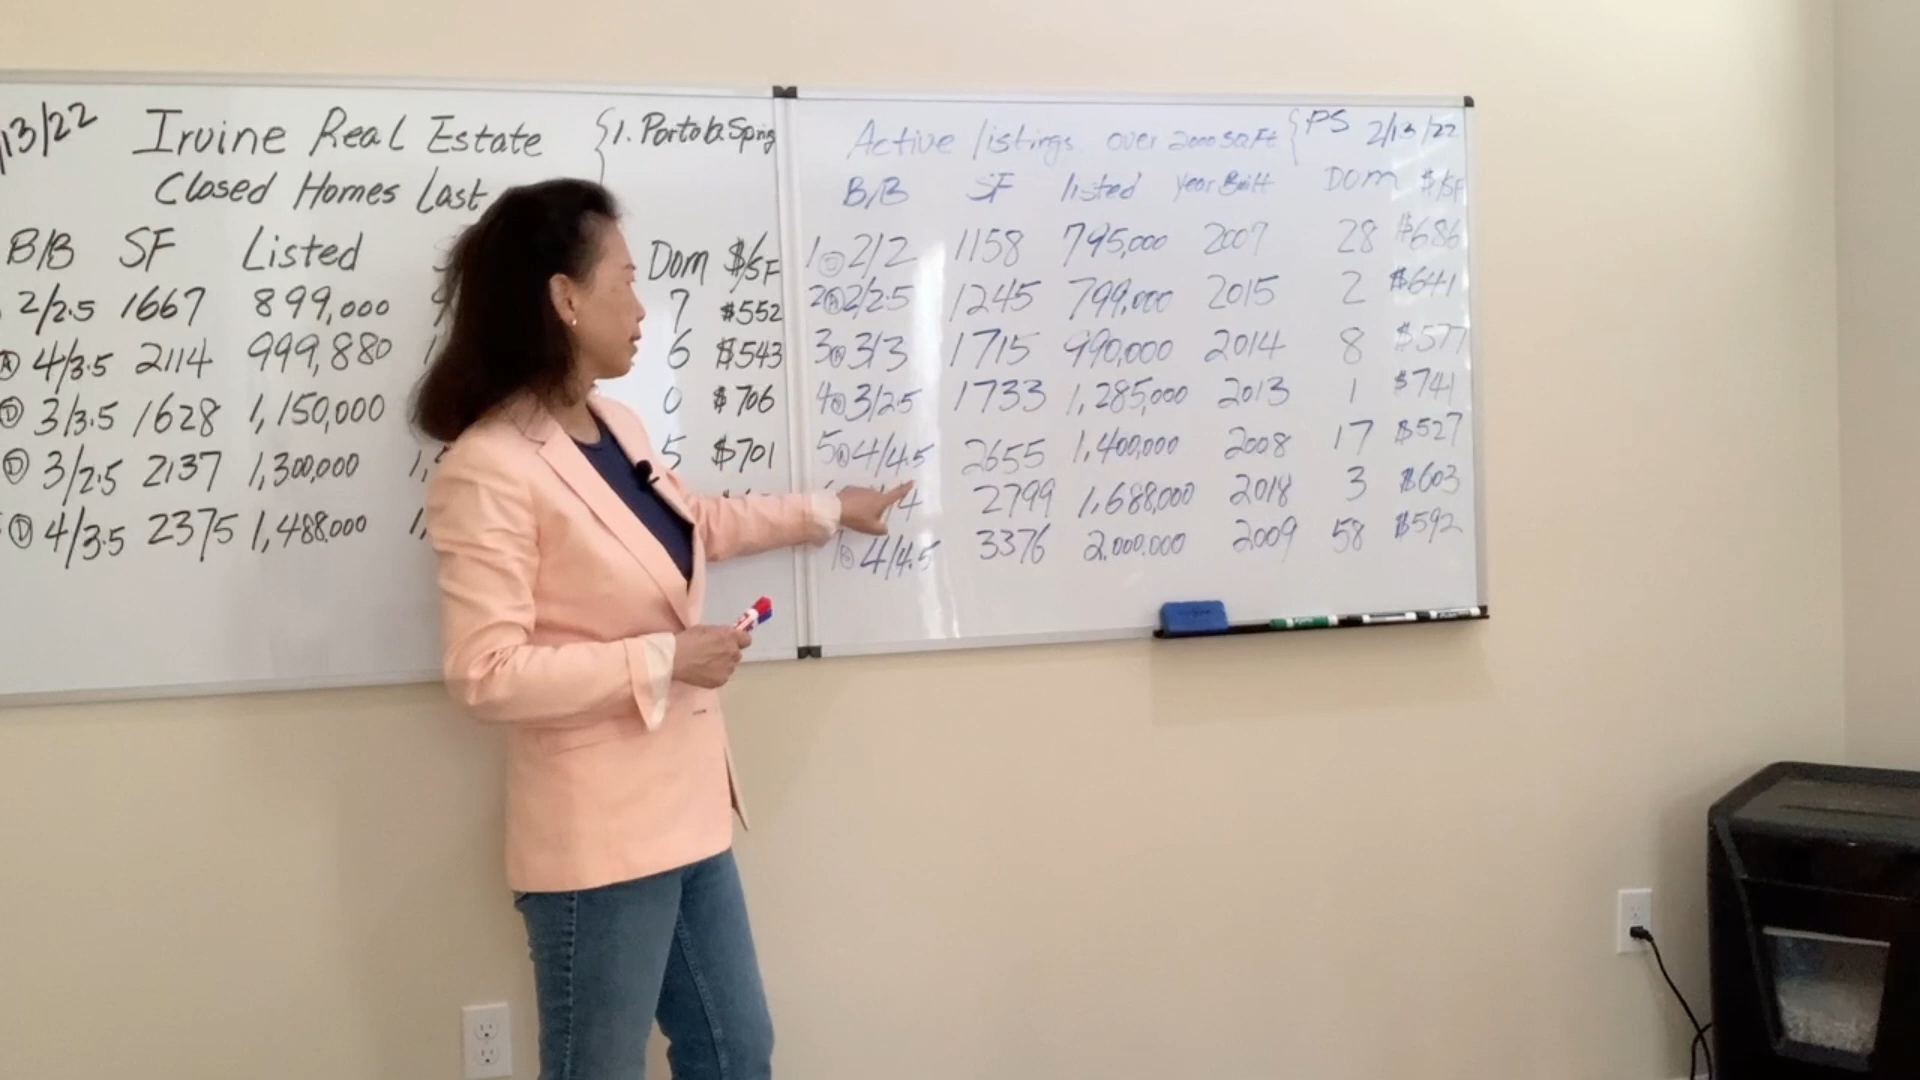 13/22 Irvine Real Estate { 1. Portola Spring
Closed Homes Last
B/B SF Listed Dom $/SF
2/2.5 1667 899,000 7 $552
Ⓐ 4/3.5 2114 999,880 6 $543
Ⓓ 3/3.5 1628 1,150,000 0 $706
Ⓓ 3/2.5 2137 1,300,000 5 $701
Ⓓ 4/3.5 2375 1,488,000
Active listings over 2000 SQ Ft { PS 2/13/22
B/B SF listed Year Built DOM $/SF
1 2/2 1158 795,000 2007 28 $686
2 2/2.5 1245 799,000 2015 2 $641
3 3/3 1715 990,000 2014 8 $577
4 3/2.5 1733 1,285,000 2013 1 $741
5 4/4.5 2655 1,400,000 2008 17 $527
/4 2799 1,688,000 2018 3 $603
4/4.5 3376 2,000,000 2009 58 $592